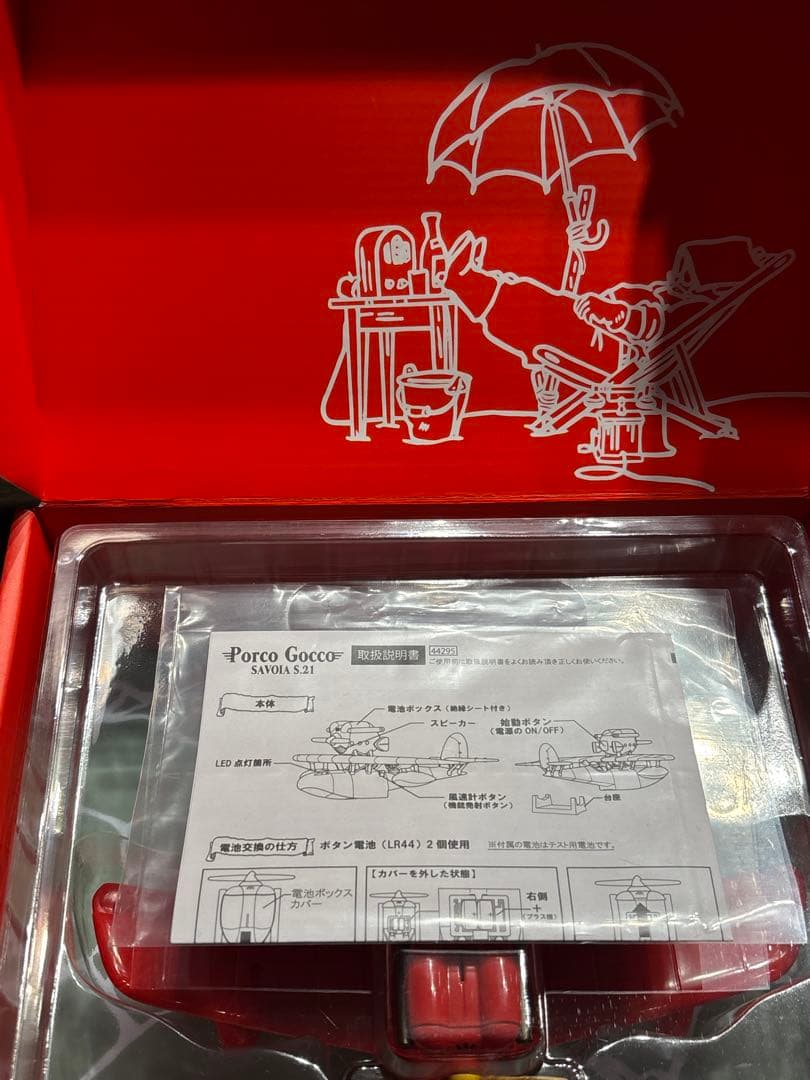 Porco Gocco
SAVOIA S.21
取扱説明書 44295
ご使用前に取扱説明書をよくお読み頂き正しくお使いください。
本体
電池ボックス（絶縁シート付き）
スピーカー
始動ボタン
（電源の ON/OFF）
LED 点灯箇所
風速計ボタン
（機銃発射ボタン）
台座
電池交換の仕方 ボタン電池（LR44）2個使用 ※付属の電池はテスト用電池です。
電池ボックス
カバー
【カバーを外した状態】
右側
＋
（プラス極）